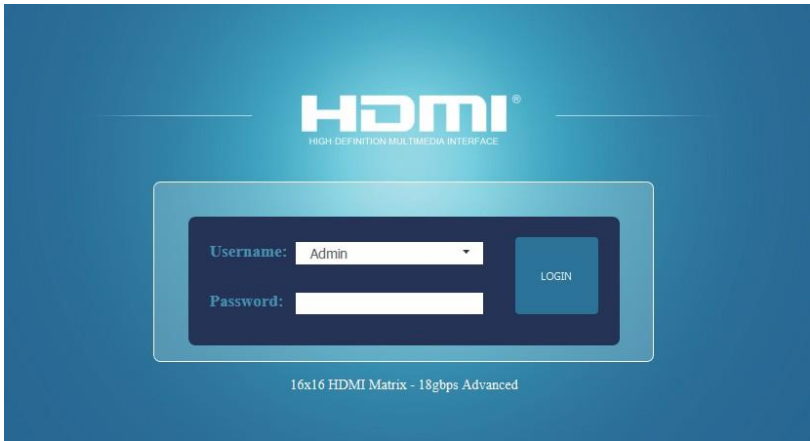 HDMI®
HIGH DEFINITION MULTIMEDIA INTERFACE
Username: Admin
LOGIN
Password:
16x16 HDMI Matrix - 18gbps Advanced